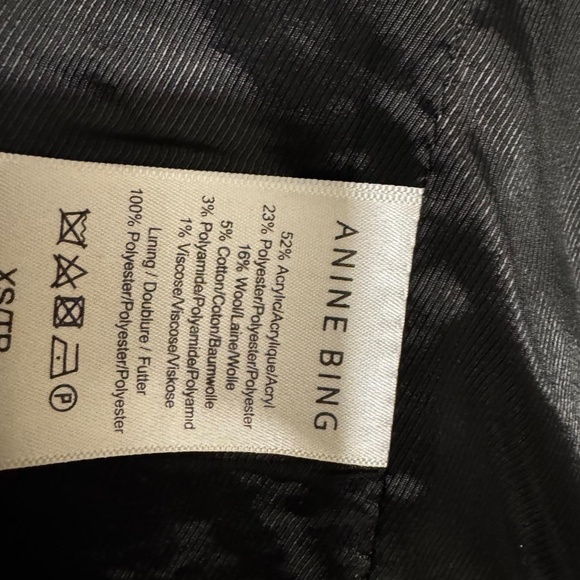 ANINE BING
52% Acrylic/Acrylique/Acryl
23% Polyester/Polyester/Polyester
16% Wool/Laine/Wolle
5% Cotton/Coton/Baumwolle
3% Polyamide/Polyamide/Polyamid
1% Viscose/Viscose/Viskose
Lining / Doublure / Futter
100% Polyester/Polyester/Polyester
P
XS/TP